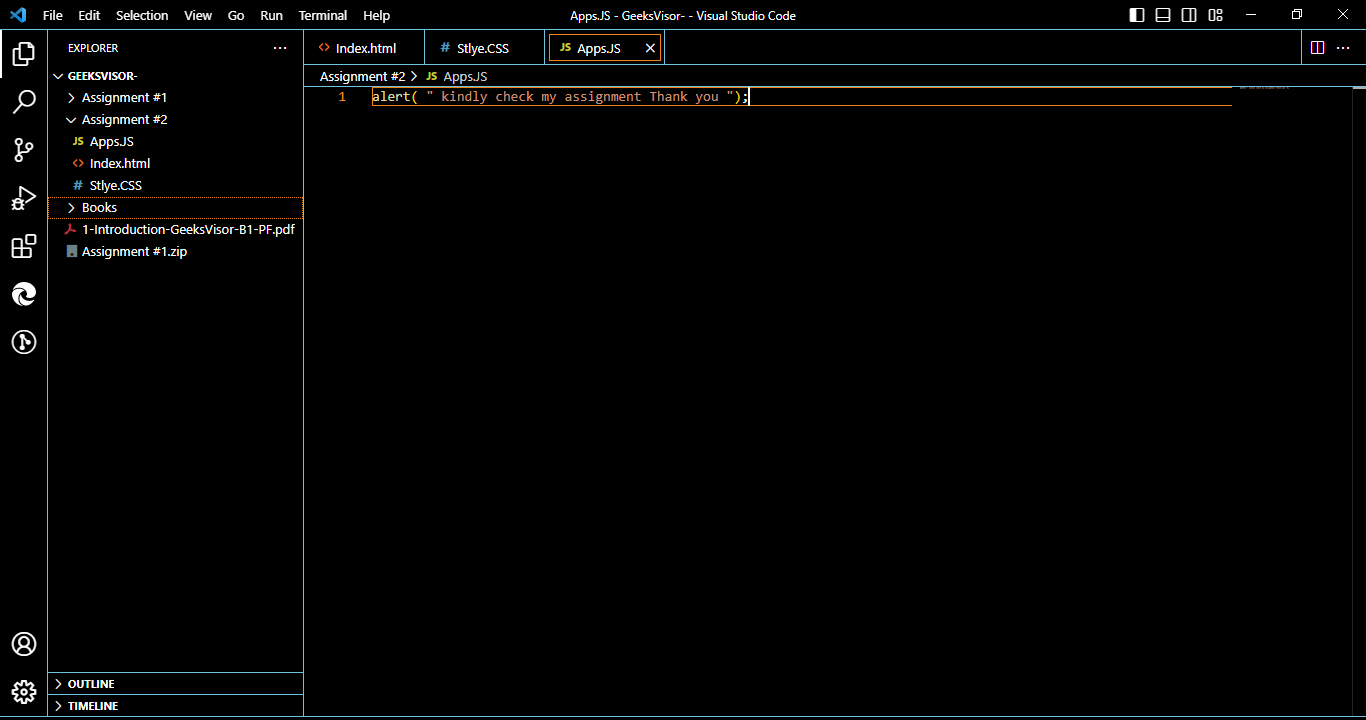 File Edit Selection View Go Run Terminal Help Apps.JS - GeeksVisor- - Visual Studio Code
EXPLORER
GEEKSVISOR-
Assignment #1
Assignment #2
JS Apps.JS
<> Index.html
# Stlye.CSS
Books
1-Introduction-GeeksVisor-B1-PF.pdf
Assignment #1.zip
OUTLINE
TIMELINE
<> Index.html # Stlye.CSS JS Apps.JS
Assignment #2 > JS Apps.JS
1 alert( " kindly check my assignment Thank you ");